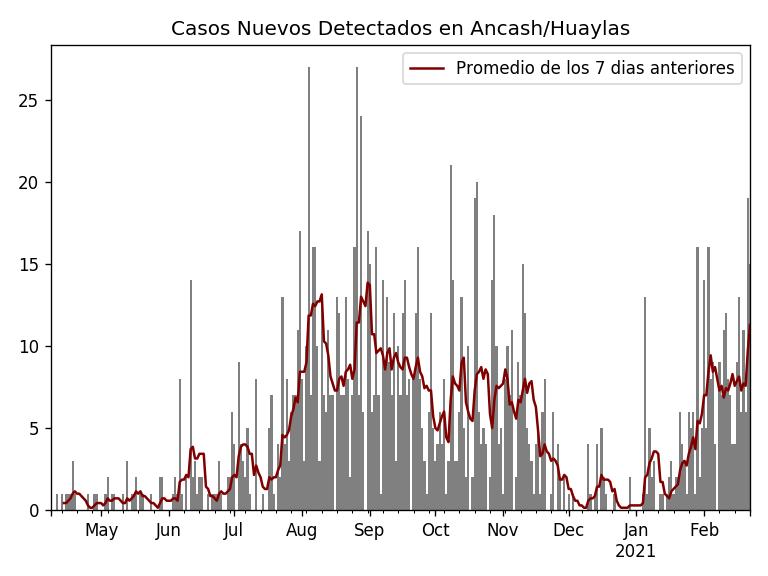 Casos Nuevos Detectados en Ancash/Huaylas
Promedio de los 7 dias anteriores
25
20
15
10
5
0
May Jun Jul Aug Sep Oct Nov Dec Jan Feb
2021